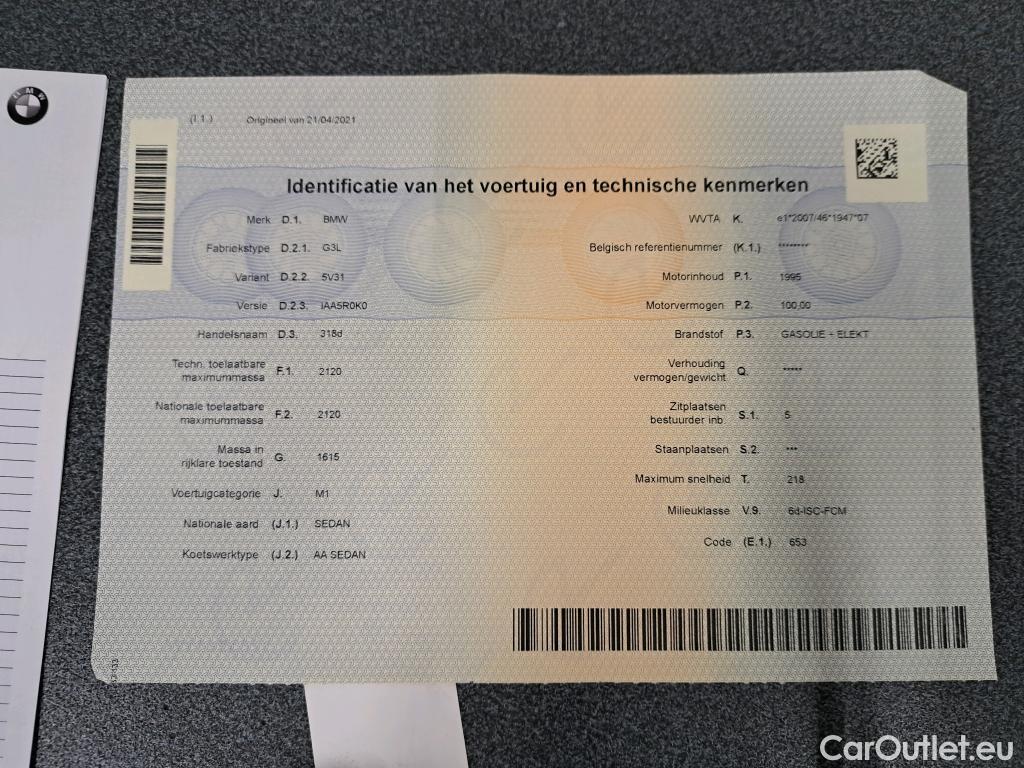 BMW
(I.1.) Origineel van 21/04/2021
Identificatie van het voertuig en technische kenmerken
Merk D.1. BMW
Fabriekstype D.2.1. G3L
Variant D.2.2. 5V31
Versie D.2.3. IAA5R0K0
Handelsnaam D.3. 318d
Techn. toelaatbare
maximummassa F.1. 2120
Nationale toelaatbare
maximummassa F.2. 2120
Massa in
rijklare toestand G. 1615
Voertuigcategorie J. M1
Nationale aard (J.1.) SEDAN
Koetswerktype (J.2.) AA SEDAN
WVTA K. e1*2007/46*1947*07
Belgisch referentienummer (K.1.) ********
Motorinhoud P.1. 1995
Motorvermogen P.2. 100,00
Brandstof P.3. GASOLIE + ELEKT
Verhouding
vermogen/gewicht Q. *****
Zitplaatsen
bestuurder inb. S.1. 5
Staanplaatsen S.2. ***
Maximum snelheid T. 218
Milieuklasse V.9. 6d-ISC-FCM
Code (E.1.) 653
CarOutlet.eu